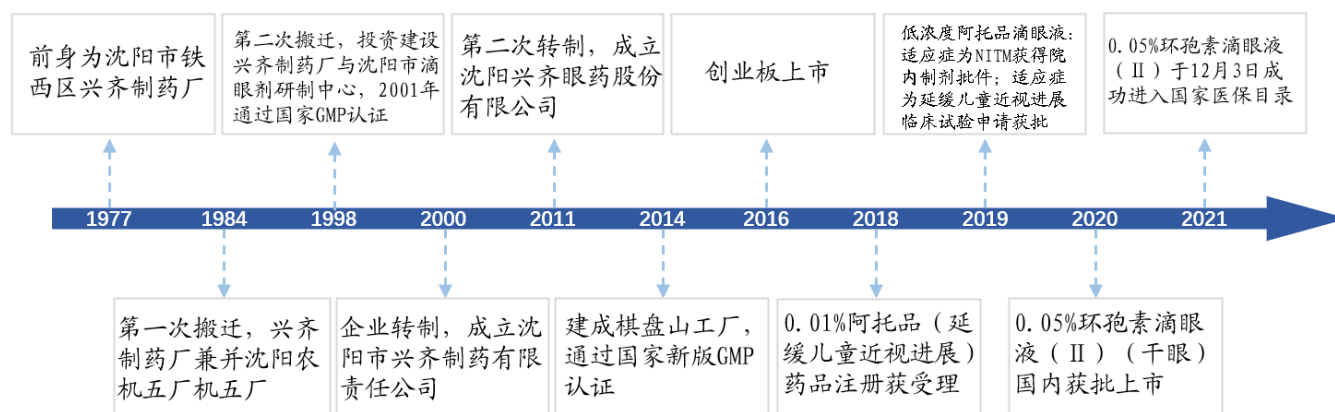 前身为沈阳市铁
西区兴齐制药厂
第二次搬迁，投资建设
兴齐制药厂与沈阳市滴
眼剂研制中心，2001年
通过国家GMP认证
第二次转制，成立
沈阳兴齐眼药股份
有限公司
创业板上市
低浓度阿托品滴眼液：
适应症为NITM获得院
内制剂批件；适应症
为延缓儿童近视进展
临床试验申请获批
0.05%环孢素滴眼液
（II）于12月3日成
功进入国家医保目录
1977 1984 1998 2000 2011 2014 2016 2018 2019 2020 2021
第一次搬迁，兴齐
制药厂兼并沈阳农
机五厂机五厂
企业转制，成立沈
阳市兴齐制药有限
责任公司
建成棋盘山工厂，
通过国家新版GMP
认证
0.01%阿托品（延
缓儿童近视进展）
药品注册获受理
0.05%环孢素滴眼
液（II）（干眼）
国内获批上市